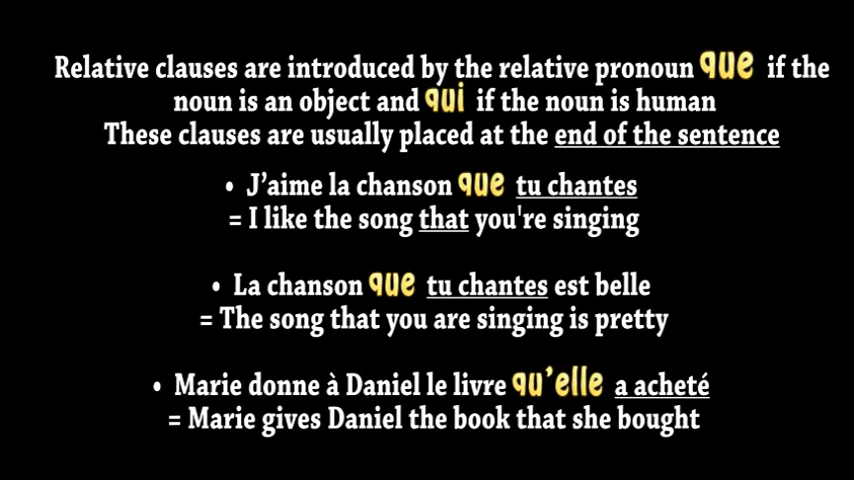 Relative clauses are introduced by the relative pronoun que if the
noun is an object and qui if the noun is human
These clauses are usually placed at the end of the sentence
• J’aime la chanson que tu chantes
= I like the song that you're singing
• La chanson que tu chantes est belle
= The song that you are singing is pretty
• Marie donne à Daniel le livre qu’elle a acheté
= Marie gives Daniel the book that she bought